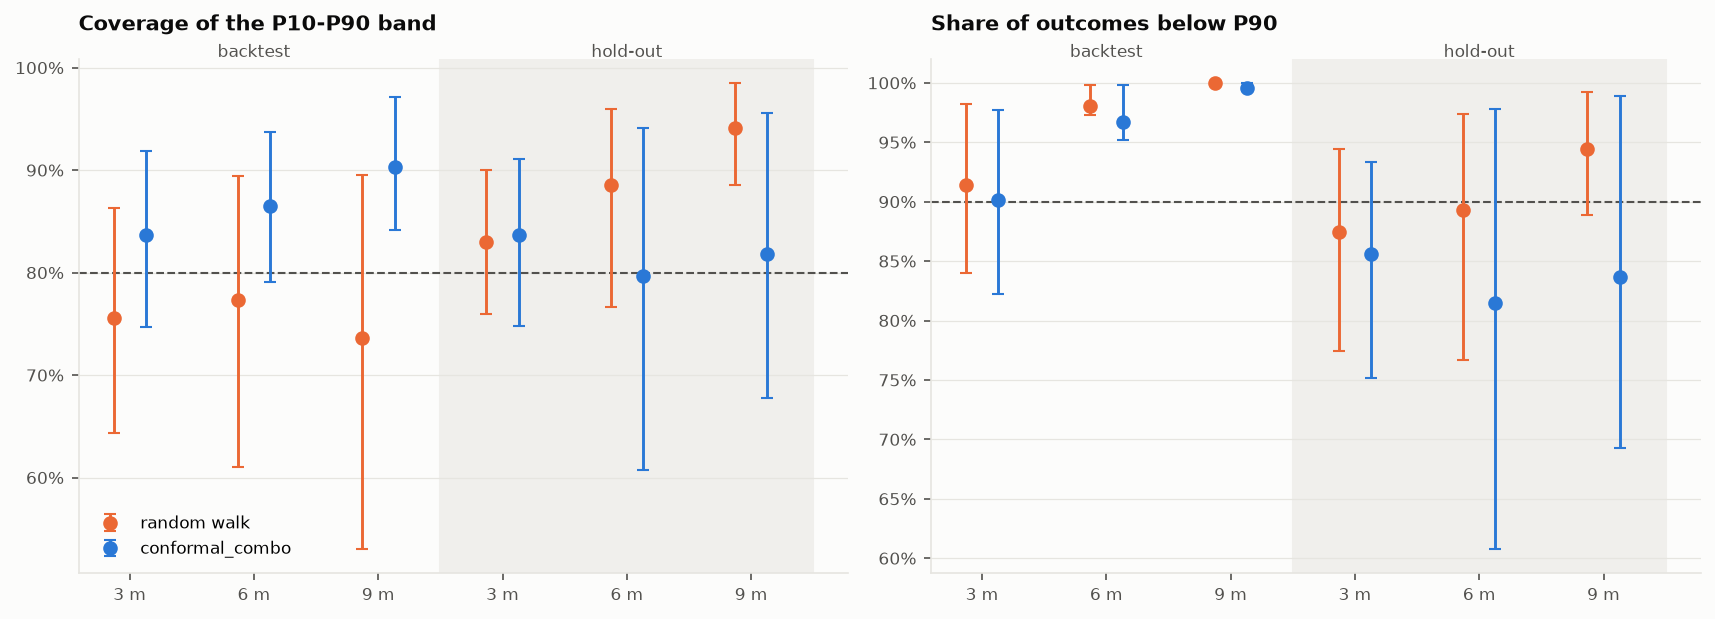 Coverage of the P10-P90 band
backtest
hold-out
100%
90%
80%
70%
60%
random walk
conformal_combo
3 m
6 m
9 m
3 m
6 m
9 m
Share of outcomes below P90
backtest
hold-out
100%
95%
90%
85%
80%
75%
70%
65%
60%
3 m
6 m
9 m
3 m
6 m
9 m